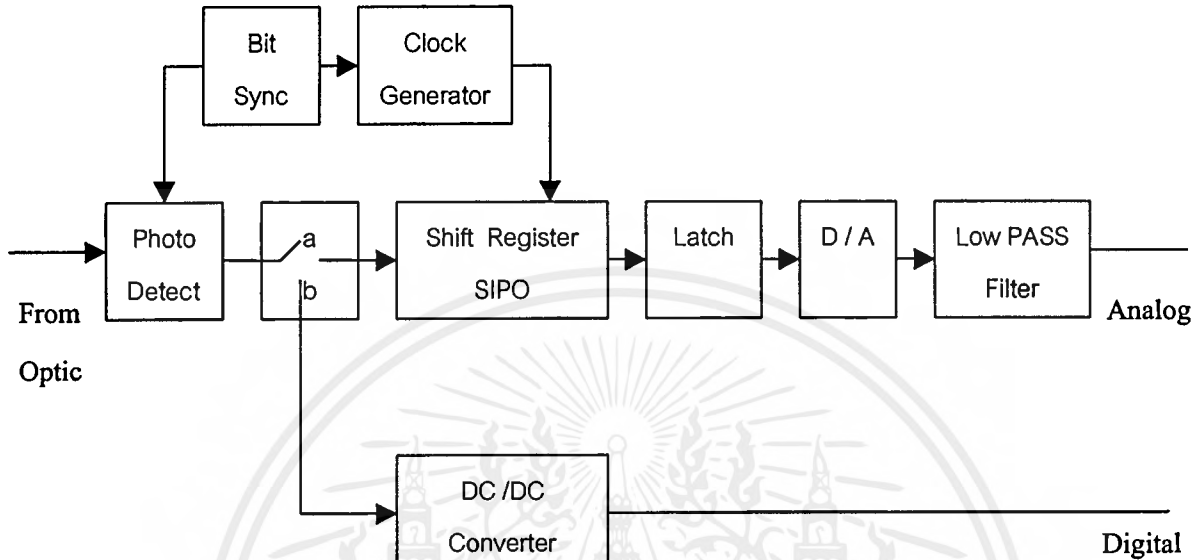 Bit
Sync
Clock
Generator
Photo
Detect
a
b
Shift Register
SIPO
Latch
D / A
Low PASS
Filter
From
Optic
Analog
DC /DC
Converter
Digital